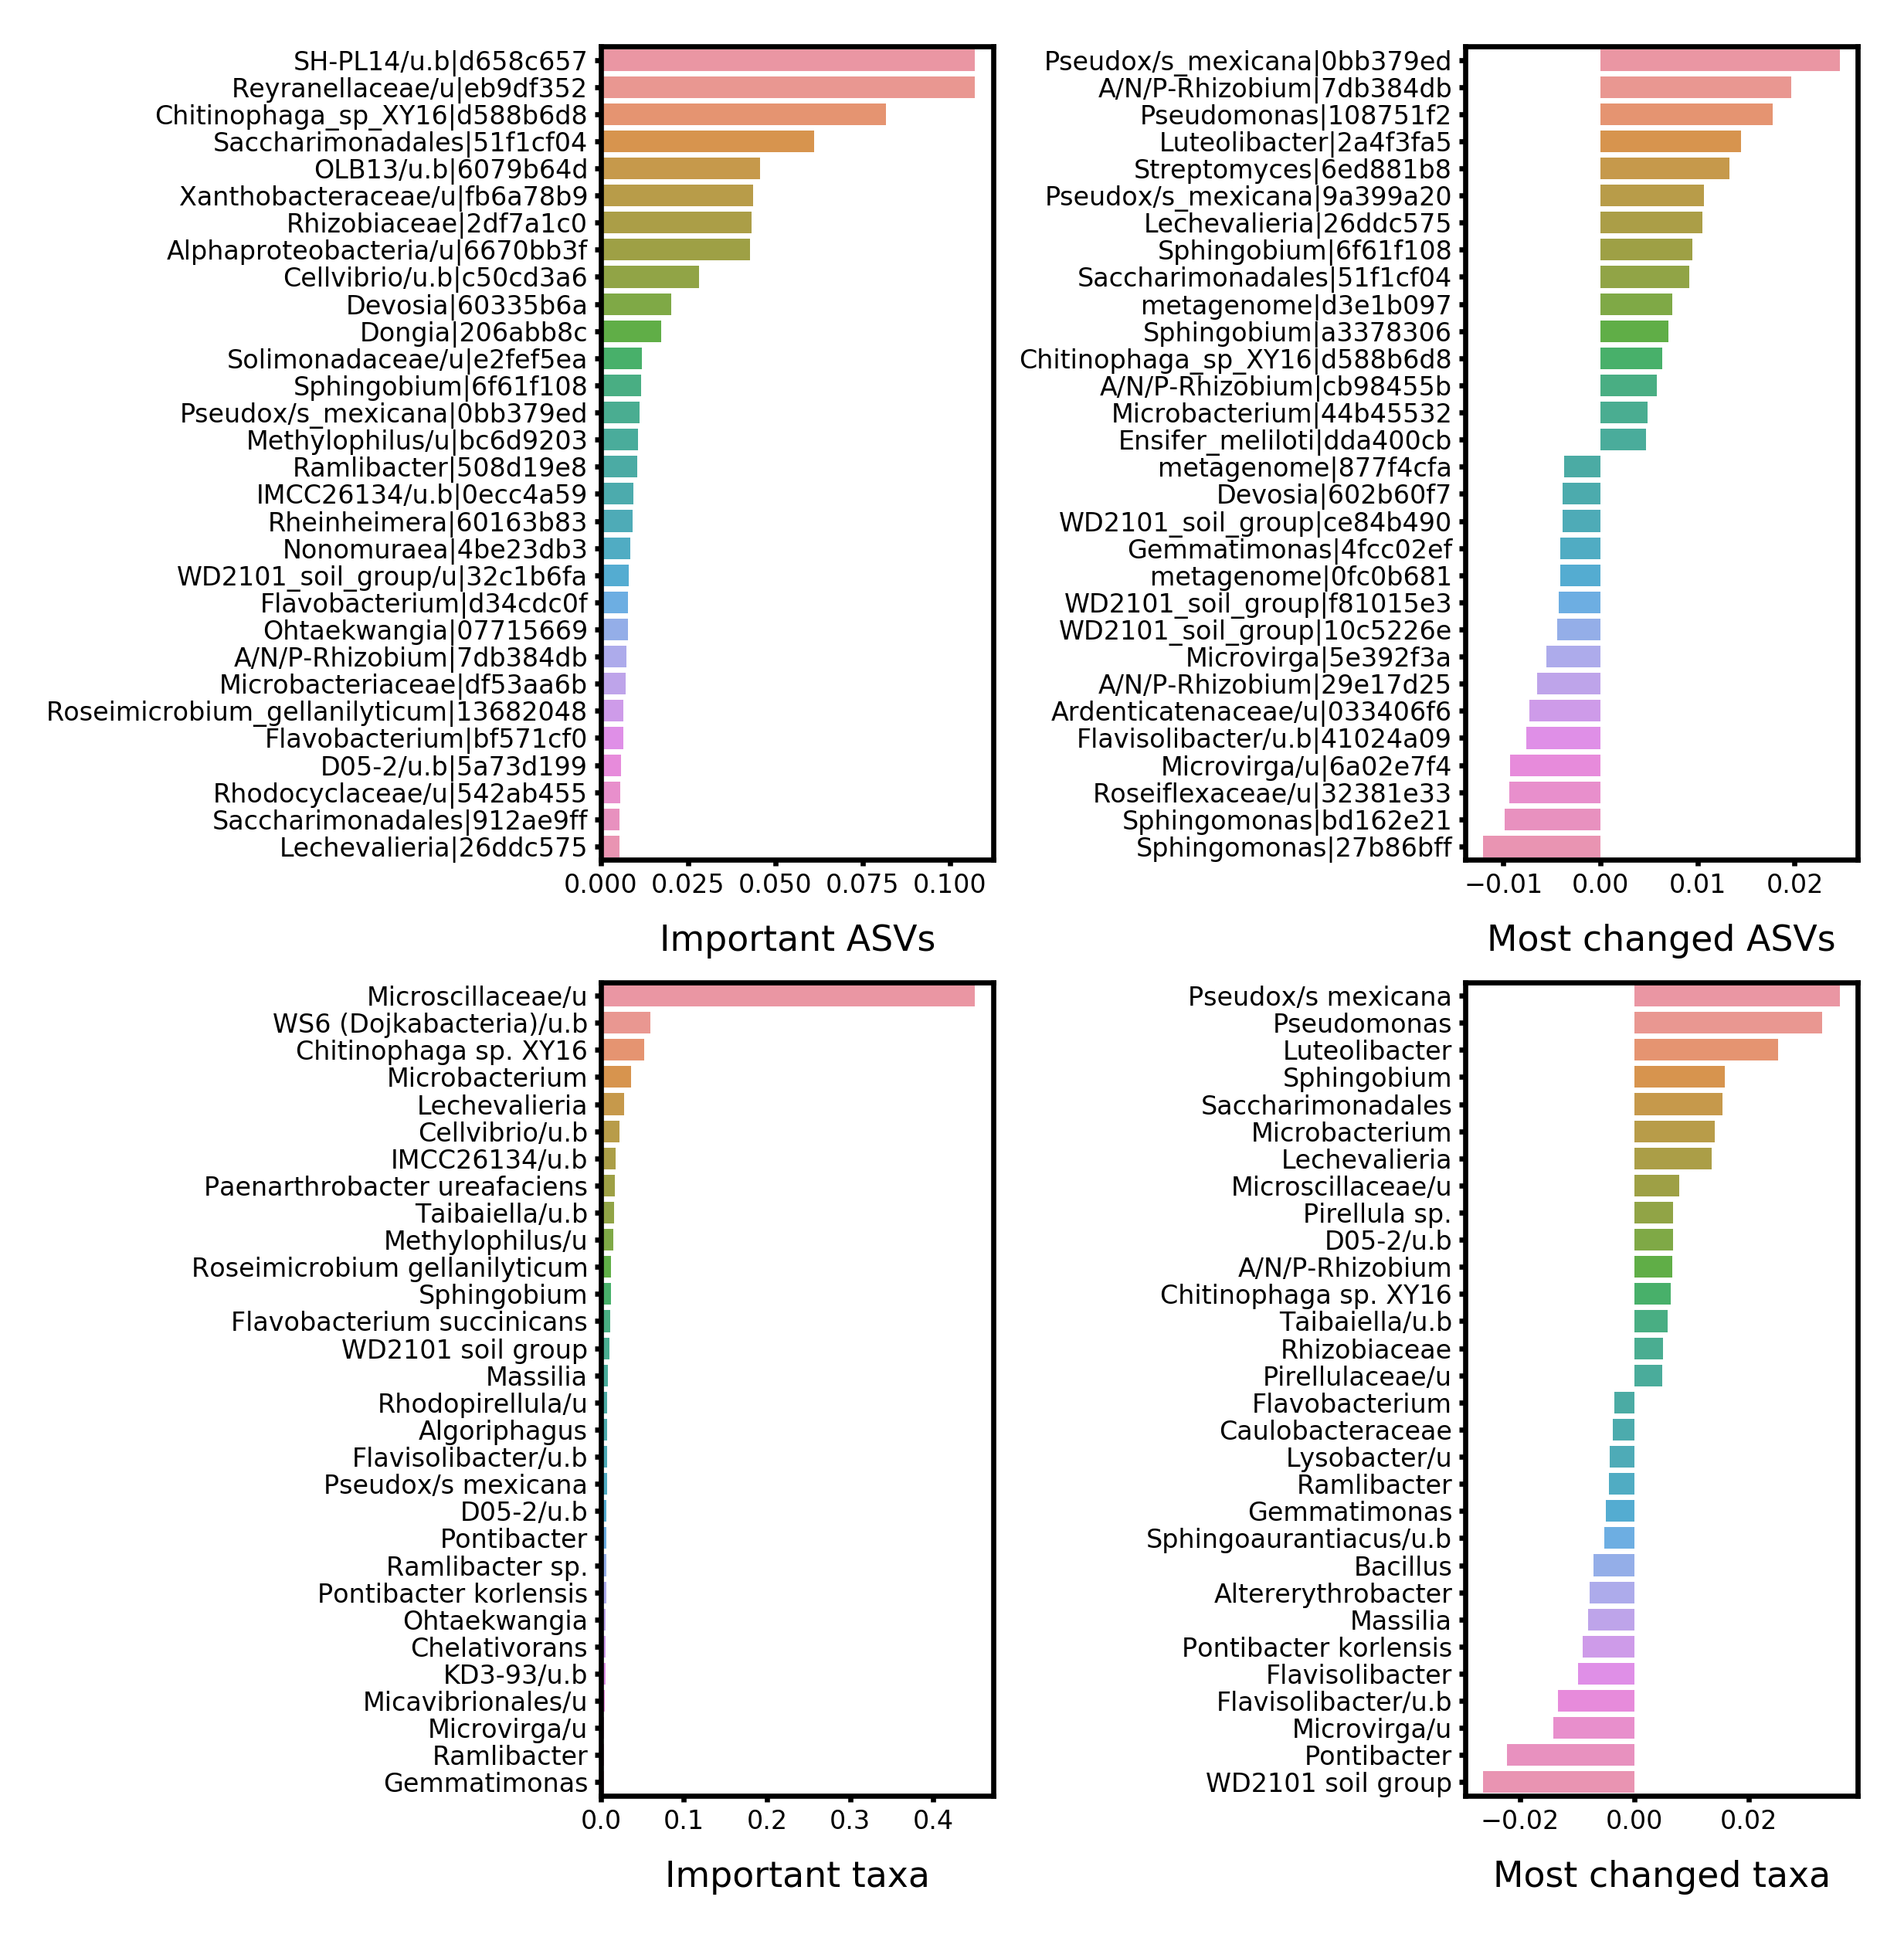 SH-PL14/u.b|d658c657
Reyranellaceae/u|eb9df352
Chitinophaga_sp_XY16|d588b6d8
Saccharimonadales|51f1cf04
OLB13/u.b|6079b64d
Xanthobacteraceae/u|fb6a78b9
Rhizobiaceae|2df7a1c0
Alphaproteobacteria/u|6670bb3f
Cellvibrio/u.b|c50cd3a6
Devosia|60335b6a
Dongia|206abb8c
Solimonadaceae/u|e2fef5ea
Sphingobium|6f61f108
Pseudox/s_mexicana|0bb379ed
Methylophilus/u|bc6d9203
Ramlibacter|508d19e8
IMCC26134/u.b|0ecc4a59
Rheinheimera|60163b83
Nonomuraea|4be23db3
WD2101_soil_group/u|32c1b6fa
Flavobacterium|d34cdc0f
Ohtaekwangia|07715669
A/N/P-Rhizobium|7db384db
Microbacteriaceae|df53aa6b
Roseimicrobium_gellanilyticum|13682048
Flavobacterium|bf571cf0
D05-2/u.b|5a73d199
Rhodocyclaceae/u|542ab455
Saccharimonadales|912ae9ff
Lechevalieria|26ddc575
0.000 0.025 0.050 0.075 0.100
Important ASVs
Pseudox/s_mexicana|0bb379ed
A/N/P-Rhizobium|7db384db
Pseudomonas|108751f2
Luteolibacter|2a4f3fa5
Streptomyces|6ed881b8
Pseudox/s_mexicana|9a399a20
Lechevalieria|26ddc575
Sphingobium|6f61f108
Saccharimonadales|51f1cf04
metagenome|d3e1b097
Sphingobium|a3378306
Chitinophaga_sp_XY16|d588b6d8
A/N/P-Rhizobium|cb98455b
Microbacterium|44b45532
Ensifer_meliloti|dda400cb
metagenome|877f4cfa
Devosia|602b60f7
WD2101_soil_group|ce84b490
Gemmatimonas|4fcc02ef
metagenome|0fc0b681
WD2101_soil_group|f81015e3
WD2101_soil_group|10c5226e
Microvirga|5e392f3a
A/N/P-Rhizobium|29e17d25
Ardenticatenaceae/u|033406f6
Flavisolibacter/u.b|41024a09
Microvirga/u|6a02e7f4
Roseiflexaceae/u|32381e33
Sphingomonas|bd162e21
Sphingomonas|27b86bff
−0.01 0.00 0.01 0.02
Most changed ASVs
Microscillaceae/u
WS6 (Dojkabacteria)/u.b
Chitinophaga sp. XY16
Microbacterium
Lechevalieria
Cellvibrio/u.b
IMCC26134/u.b
Paenarthrobacter ureafaciens
Taibaiella/u.b
Methylophilus/u
Roseimicrobium gellanilyticum
Sphingobium
Flavobacterium succinicans
WD2101 soil group
Massilia
Rhodopirellula/u
Algoriphagus
Flavisolibacter/u.b
Pseudox/s mexicana
D05-2/u.b
Pontibacter
Ramlibacter sp.
Pontibacter korlensis
Ohtaekwangia
Chelativorans
KD3-93/u.b
Micavibrionales/u
Microvirga/u
Ramlibacter
Gemmatimonas
0.0 0.1 0.2 0.3 0.4
Important taxa
Pseudox/s mexicana
Pseudomonas
Luteolibacter
Sphingobium
Saccharimonadales
Microbacterium
Lechevalieria
Microscillaceae/u
Pirellula sp.
D05-2/u.b
A/N/P-Rhizobium
Chitinophaga sp. XY16
Taibaiella/u.b
Rhizobiaceae
Pirellulaceae/u
Flavobacterium
Caulobacteraceae
Lysobacter/u
Ramlibacter
Gemmatimonas
Sphingoaurantiacus/u.b
Bacillus
Altererythrobacter
Massilia
Pontibacter korlensis
Flavisolibacter
Flavisolibacter/u.b
Microvirga/u
Pontibacter
WD2101 soil group
−0.02 0.00 0.02
Most changed taxa